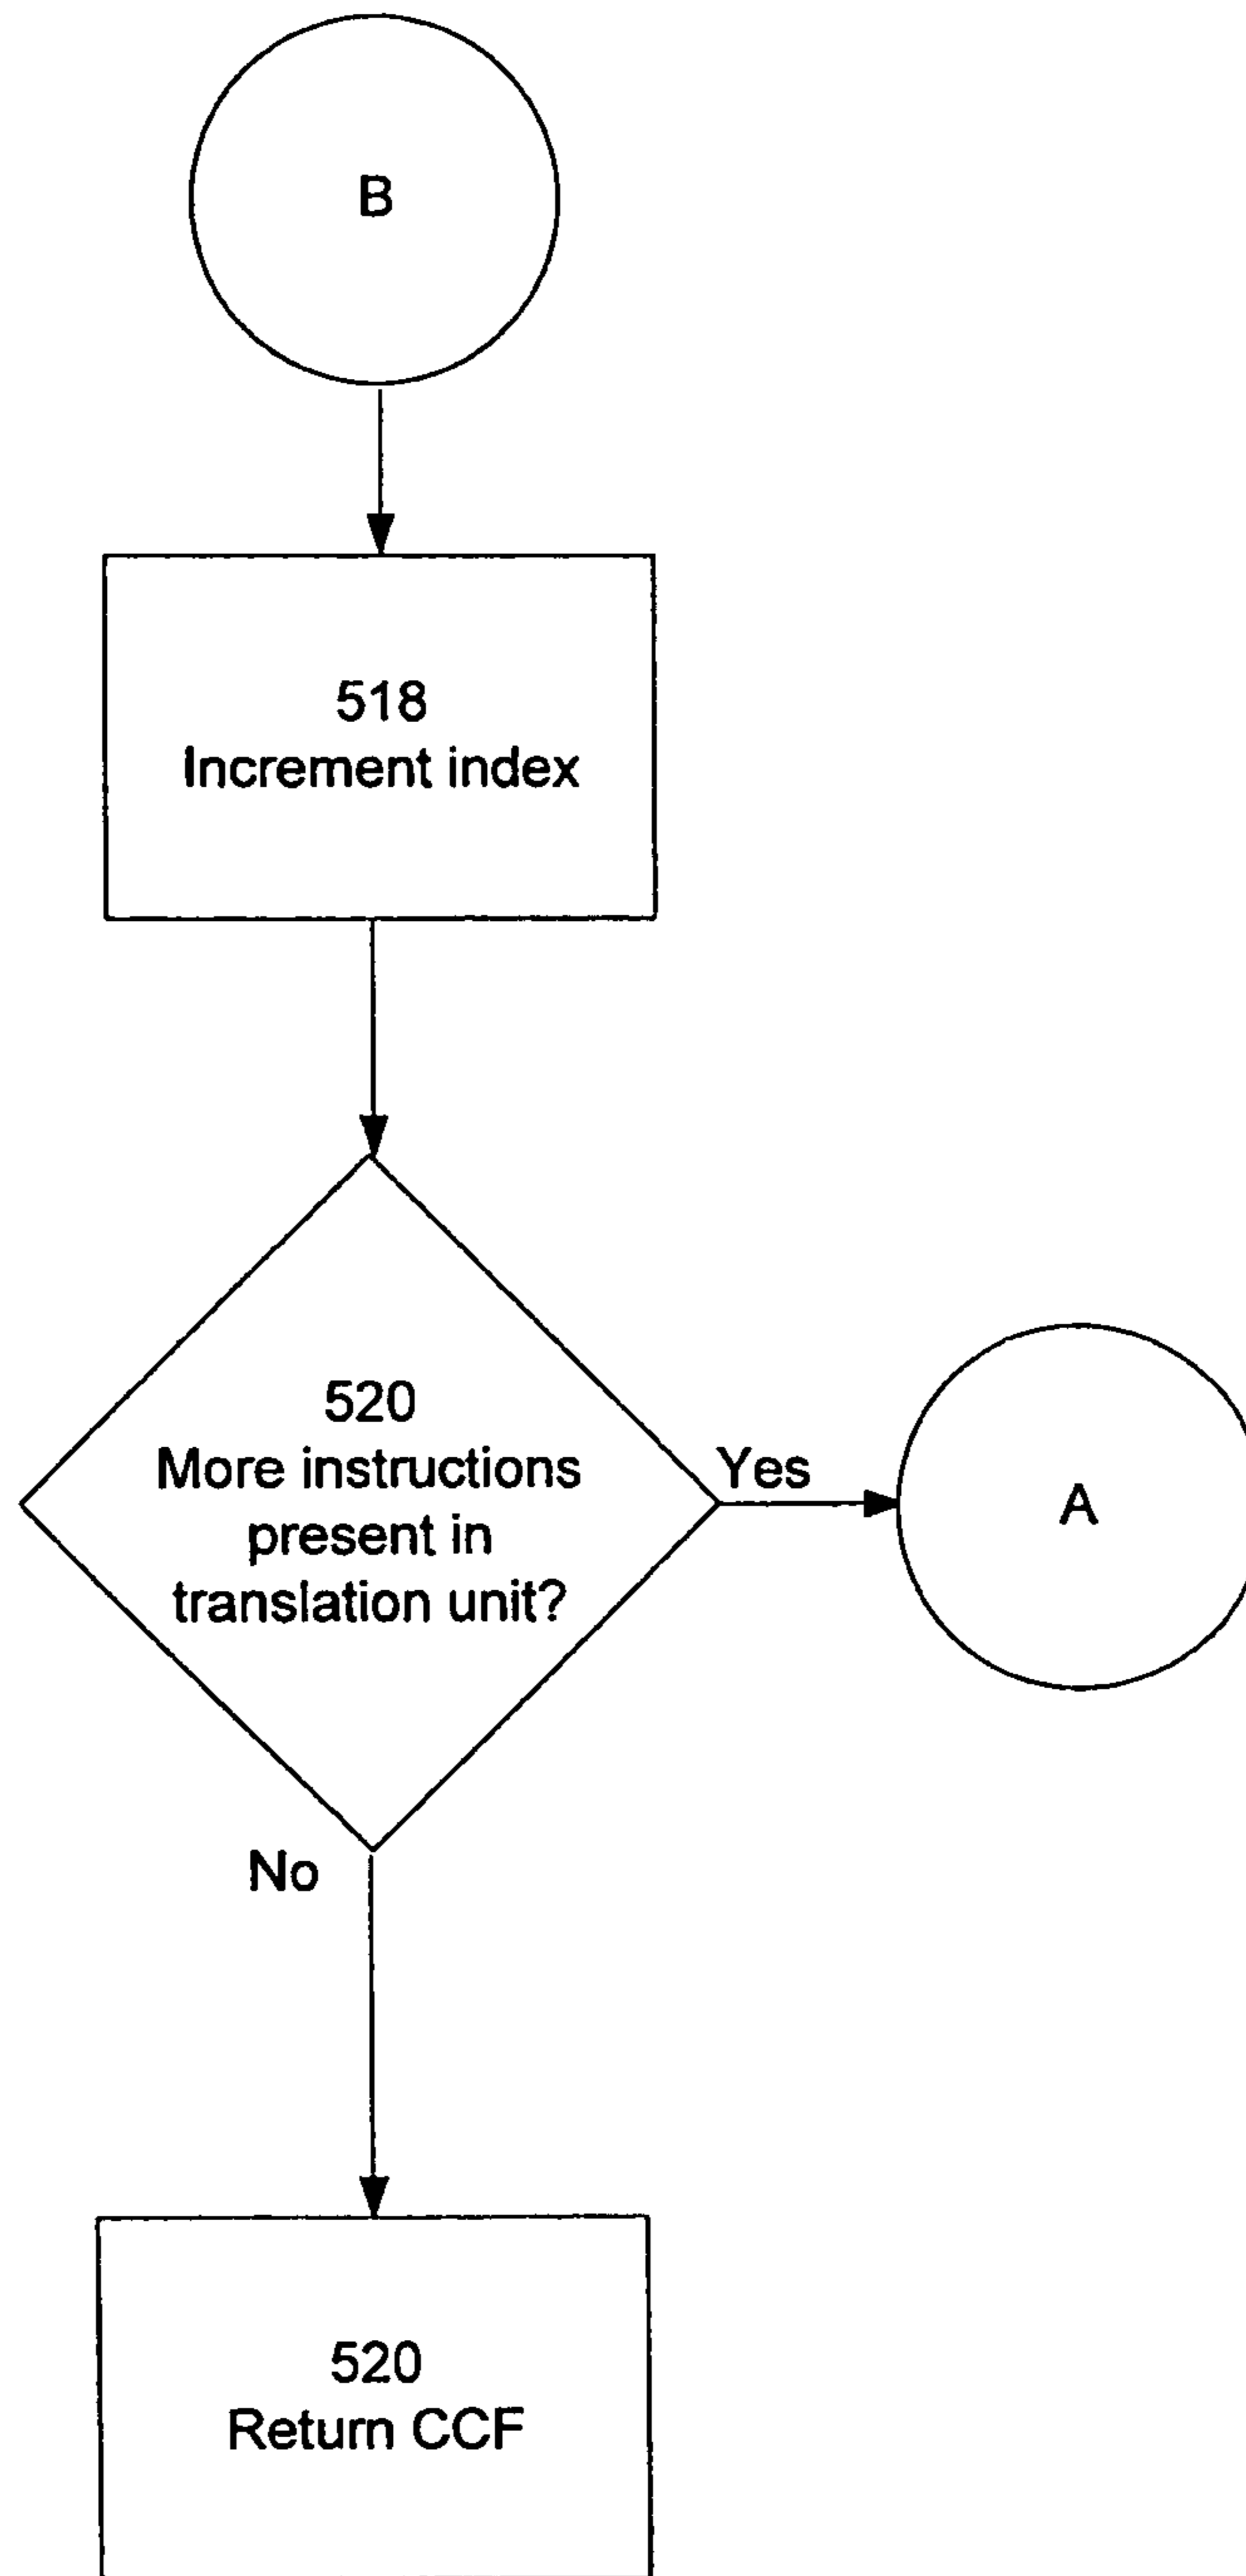 B
518
Increment index
520
More instructions
present in
translation unit?
Yes
A
No
520
Return CCF